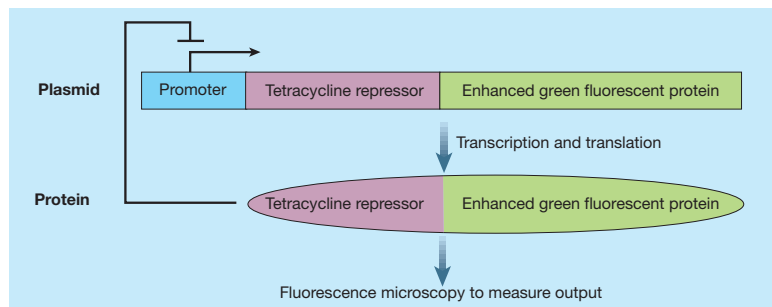 Plasmid
Promoter
Tetracycline repressor
Enhanced green fluorescent protein
Transcription and translation
Protein
Tetracycline repressor
Enhanced green fluorescent protein
Fluorescence microscopy to measure output